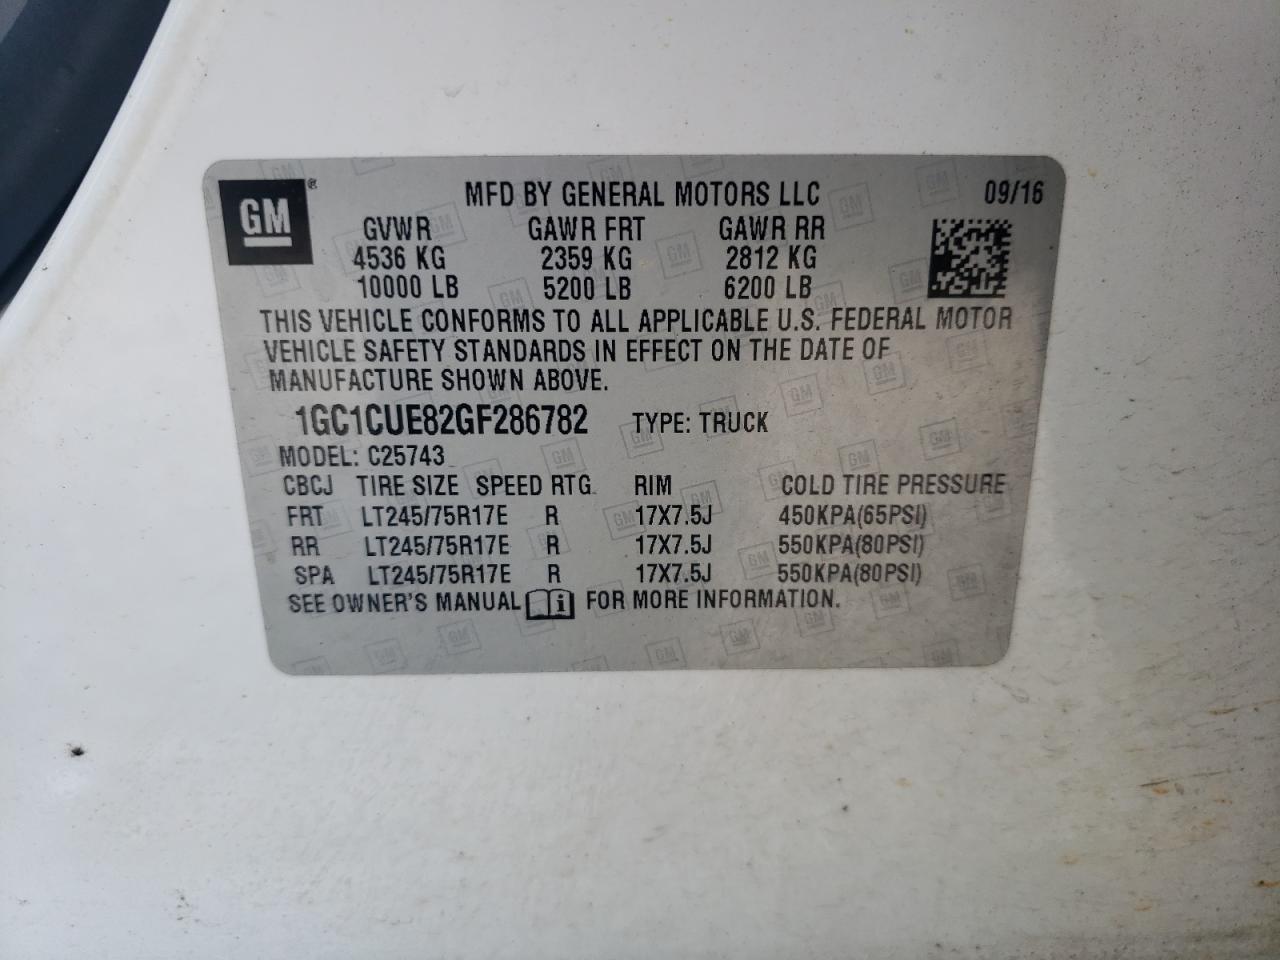 GM®
MFD BY GENERAL MOTORS LLC 09/16
GVWR GAWR FRT GAWR RR
4536 KG 2359 KG 2812 KG
10000 LB 5200 LB 6200 LB
THIS VEHICLE CONFORMS TO ALL APPLICABLE U.S. FEDERAL MOTOR
VEHICLE SAFETY STANDARDS IN EFFECT ON THE DATE OF
MANUFACTURE SHOWN ABOVE.
1GC1CUE82GF286782 TYPE: TRUCK
MODEL: C25743
CBCJ TIRE SIZE SPEED RTG RIM COLD TIRE PRESSURE
FRT LT245/75R17E R 17X7.5J 450KPA(65PSI)
RR LT245/75R17E R 17X7.5J 550KPA(80PSI)
SPA LT245/75R17E R 17X7.5J 550KPA(80PSI)
SEE OWNER'S MANUAL i FOR MORE INFORMATION.